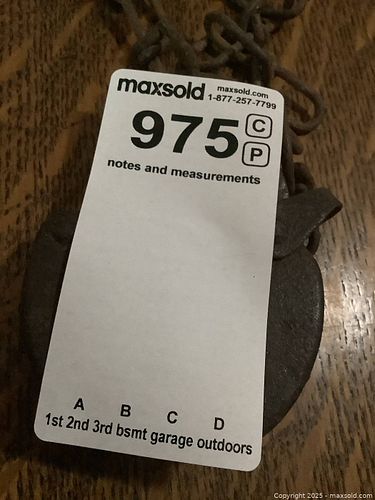 maxsold maxsold.com
1-877-257-7799
975 C
P
notes and measurements
A B C D
1st 2nd 3rd bsmt garage outdoors
Copyright 2025 - maxsold.com